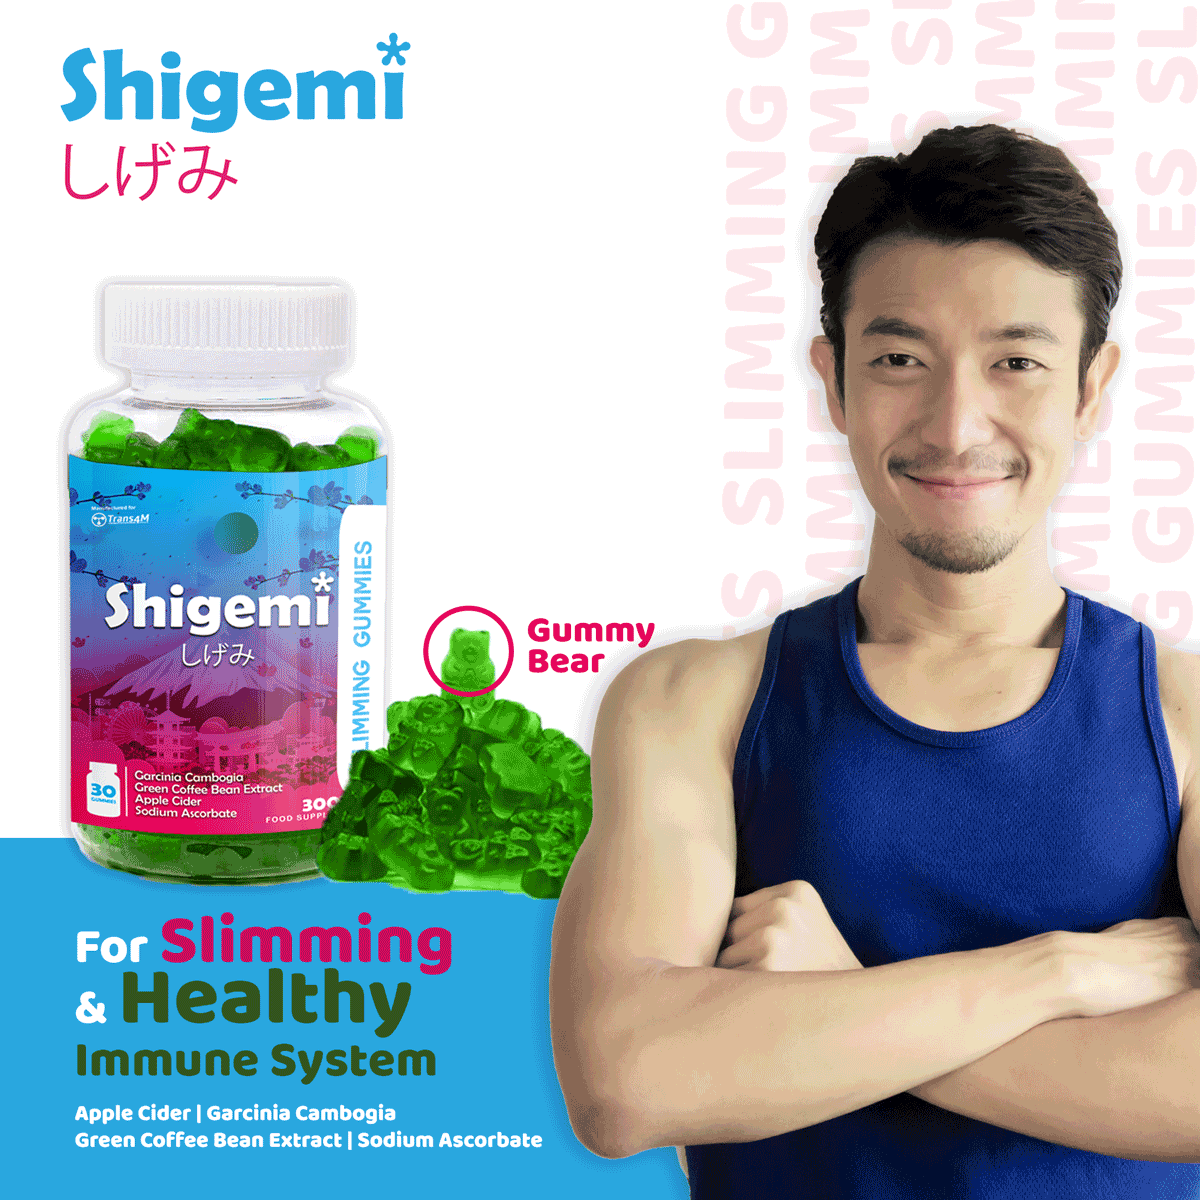 Shigemi*
しげみ
SLIMMING GUMMIES
Manufactured for
Trans4M
Shigemi*
しげみ
SLIMMING GUMMIES
30
GUMMIES
Garcinia Cambogia
Green Coffee Bean Extract
Apple Cider
Sodium Ascorbate
300
FOOD
Gummy
Bear
For Slimming
& Healthy
Immune System
Apple Cider | Garcinia Cambogia
Green Coffee Bean Extract | Sodium Ascorbate